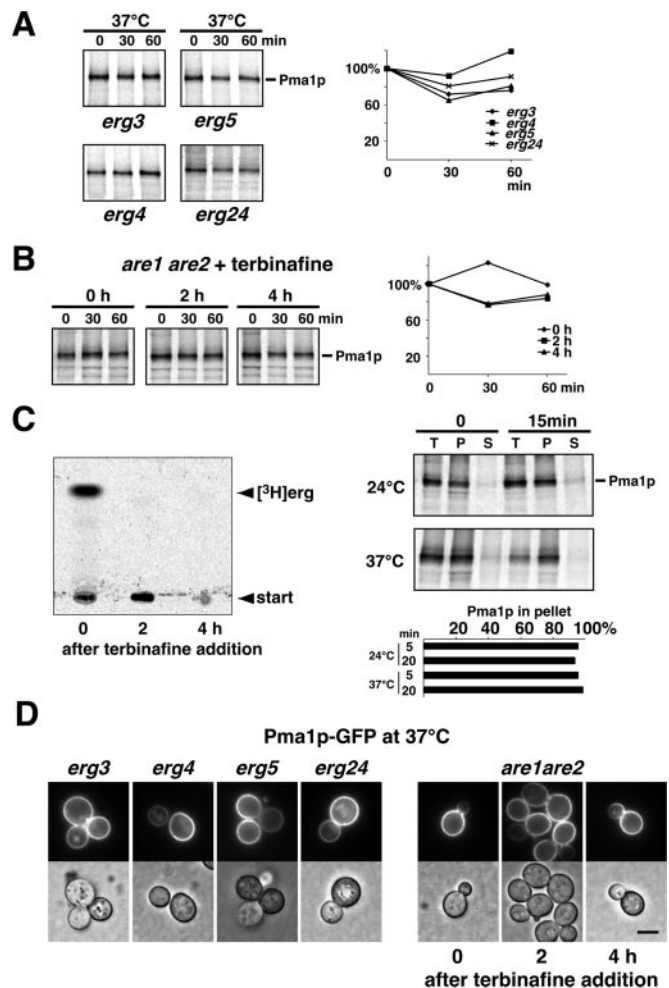 A
37°C 37°C
0 30 60 min 0 30 60 min
Pma1p
erg3 erg5
erg4 erg24
100%
80
60
40
20
0 30 60
min
erg3
erg4
erg5
erg24
B
are1 are2 + terbinafine
0 h 2 h 4 h
0 30 60 0 30 60 0 30 60
min
Pma1p
100%
80
60
40
20
0 30 60 min
0 h
2 h
4 h
C
[³H]erg
start
0 2 4 h
after terbinafine addition
0 15min
T P S T P S
24°C
Pma1p
37°C
Pma1p in pellet
min 20 40 60 80 100%
24°C 5
20
37°C 5
20
D
Pma1p-GFP at 37°C
erg3 erg4 erg5 erg24 are1are2
0 2 4 h
after terbinafine addition